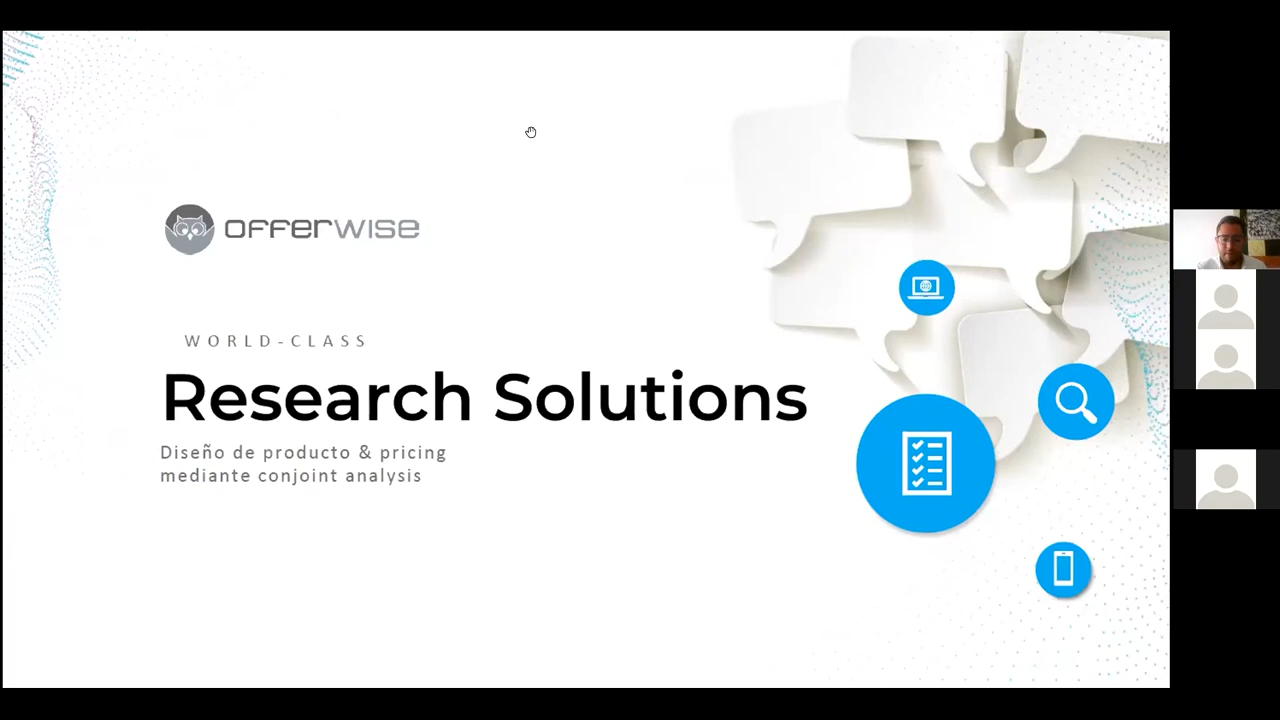 OFFERWISE
WORLD-CLASS
Research Solutions
Diseño de producto & pricing
mediante conjoint analysis